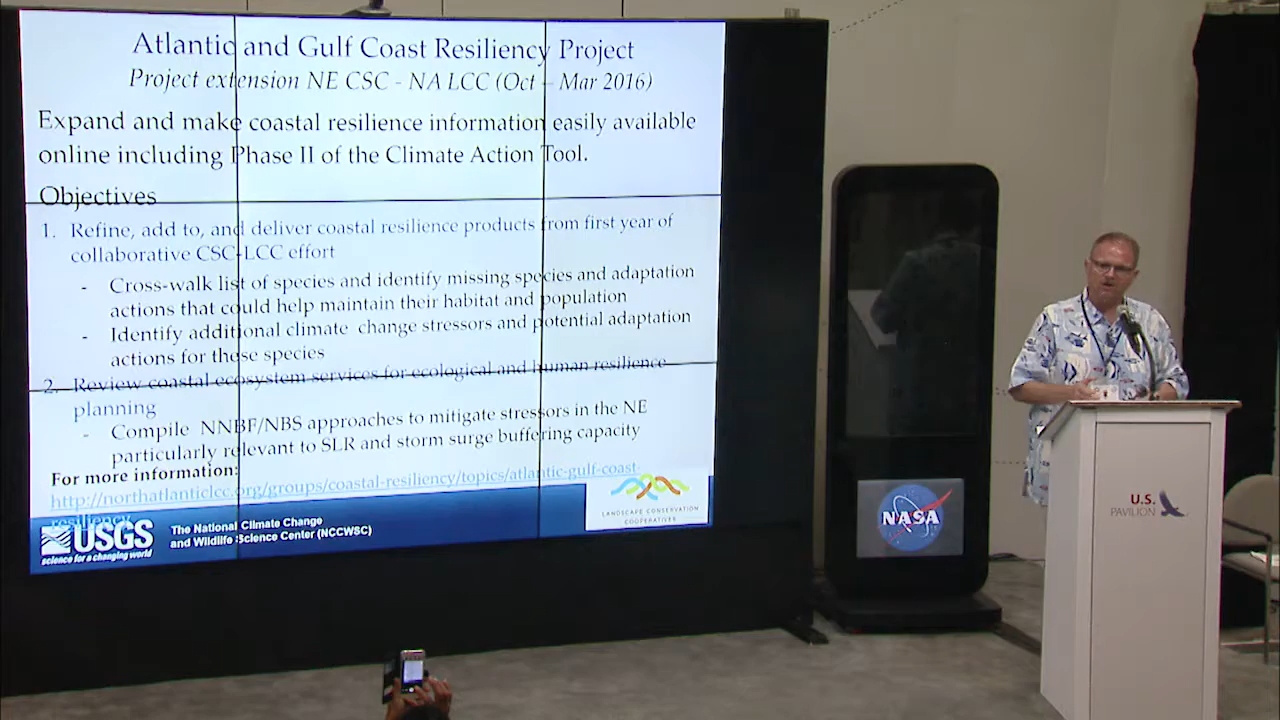 Atlantic and Gulf Coast Resiliency Project
Project extension NE CSC - NA LCC (Oct – Mar 2016)
Expand and make coastal resilience information easily available
online including Phase II of the Climate Action Tool.
Objectives
1. Refine, add to, and deliver coastal resilience products from first year of
collaborative CSC-LCC effort
- Cross-walk list of species and identify missing species and adaptation
actions that could help maintain their habitat and population
- Identify additional climate change stressors and potential adaptation
actions for these species
2. Review coastal ecosystem services for ecological and human resilience
planning
- Compile NNBF/NBS approaches to mitigate stressors in the NE
particularly relevant to SLR and storm surge buffering capacity
For more information:
http://northatlanticlcc.org/groups/coastal-resiliency/topics/atlantic-gulf-coast-
resiliency
USGS
science for a changing world
The National Climate Change
and Wildlife Science Center (NCCWSC)
LANDSCAPE CONSERVATION
COOPERATIVES
NASA
U.S.
PAVILION